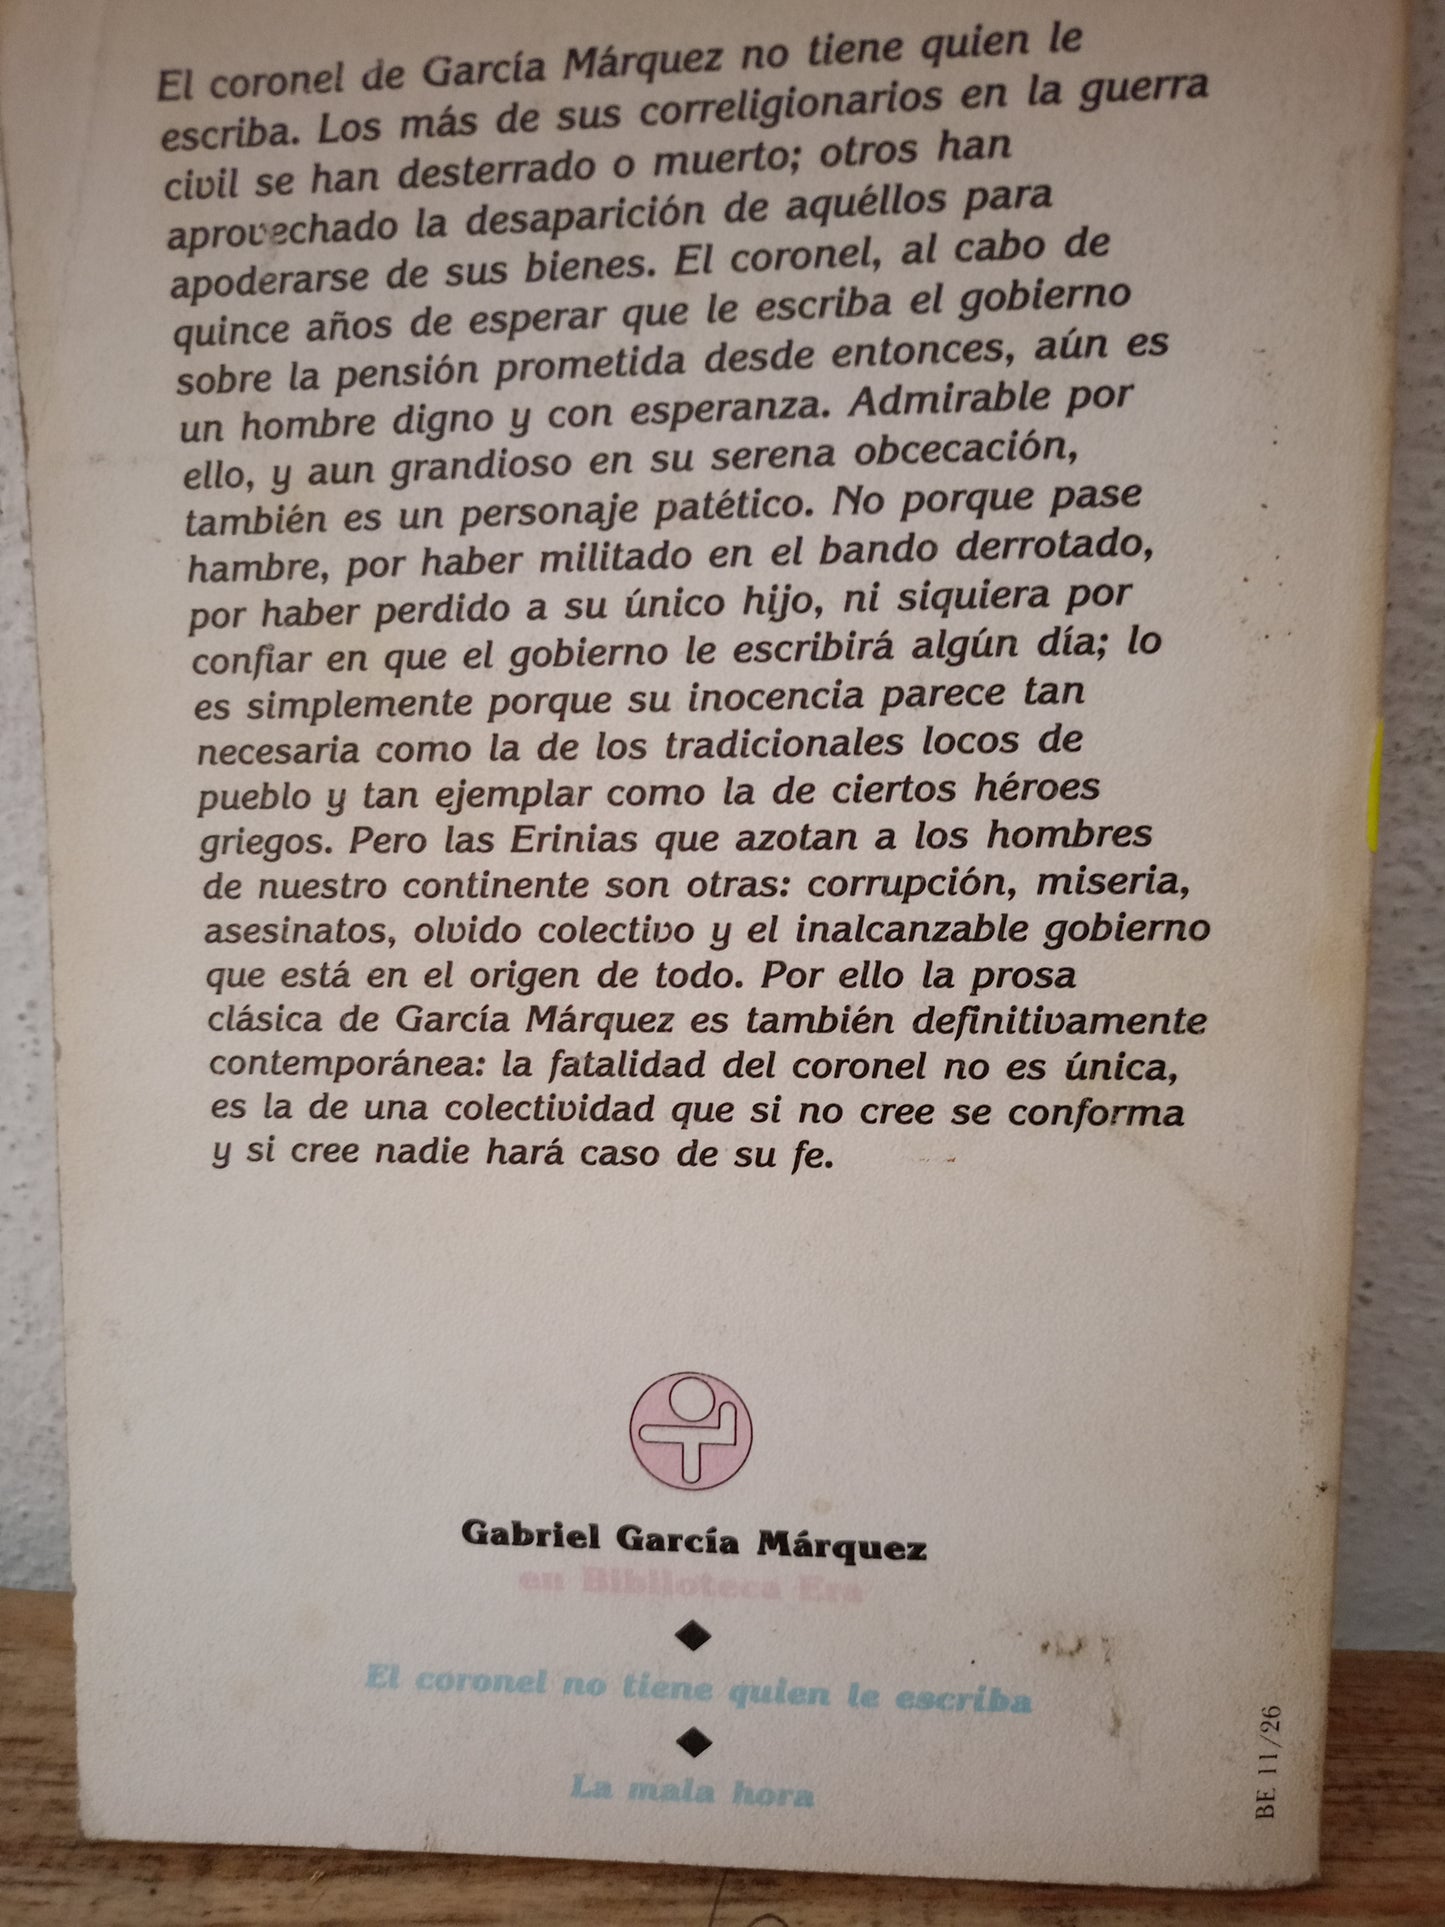 El coronel de García Márquez no tiene quien le
escriba. Los más de sus correligionarios en la guerra
civil se han desterrado o muerto; otros han
aprovechado la desaparición de aquéllos para
apoderarse de sus bienes. El coronel, al cabo de
quince años de esperar que le escriba el gobierno
sobre la pensión prometida desde entonces, aún es
un hombre digno y con esperanza. Admirable por
ello, y aun grandioso en su serena obcecación,
también es un personaje patético. No porque pase
hambre, por haber militado en el bando derrotado,
por haber perdido a su único hijo, ni siquiera por
confiar en que el gobierno le escribirá algún día; lo
es simplemente porque su inocencia parece tan
necesaria como la de los tradicionales locos de
pueblo y tan ejemplar como la de ciertos héroes
griegos. Pero las Erinias que azotan a los hombres
de nuestro continente son otras: corrupción, miseria,
asesinatos, olvido colectivo y el inalcanzable gobierno
que está en el origen de todo. Por ello la prosa
clásica de García Márquez es también definitivamente
contemporánea: la fatalidad del coronel no es única,
es la de una colectividad que si no cree se conforma
y si cree nadie hará caso de su fe.
Gabriel García Márquez
en Biblioteca Era
El coronel no tiene quien le escriba
La mala hora
BE 11/26